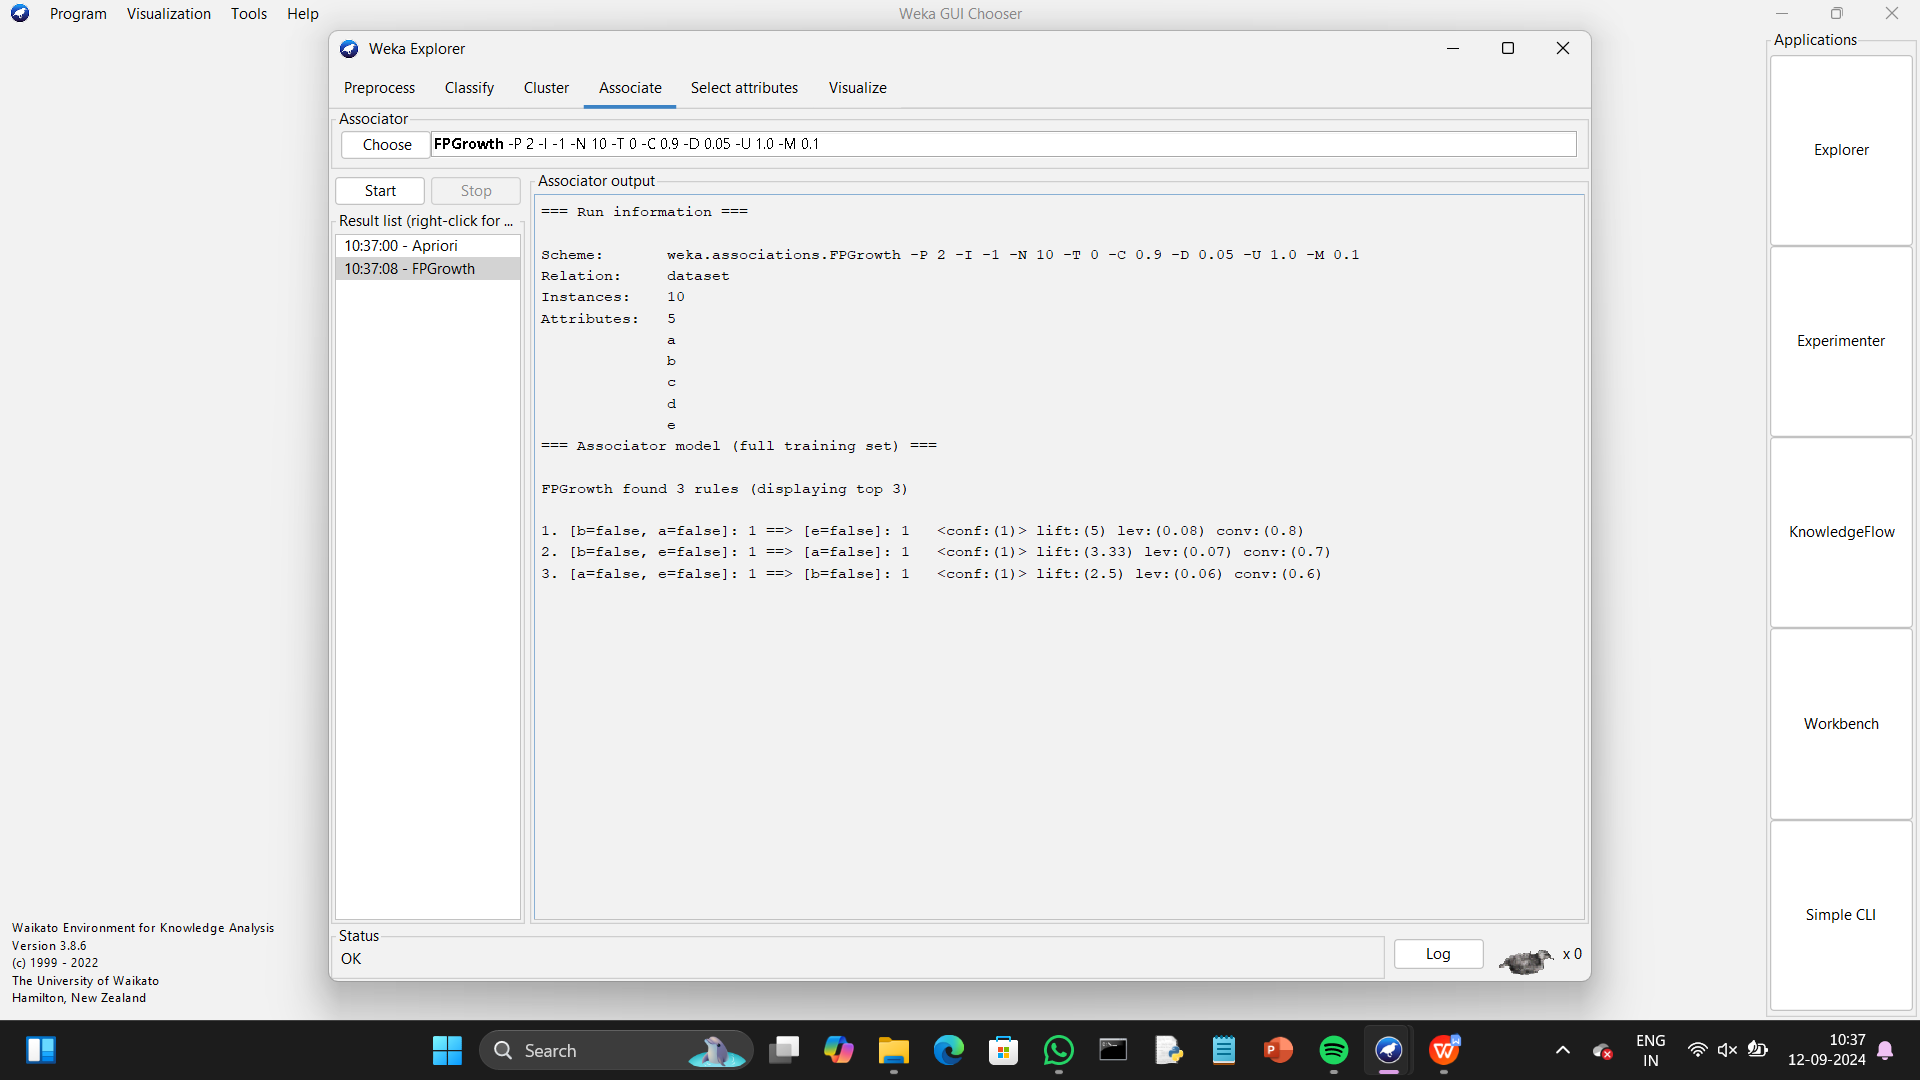 Program Visualization Tools Help
Weka GUI Chooser
Applications
Weka Explorer
Preprocess Classify Cluster Associate Select attributes Visualize
Associator
Choose FPGrowth -P 2 -I -1 -N 10 -T 0 -C 0.9 -D 0.05 -U 1.0 -M 0.1
Start Stop
Result list (right-click for ...
10:37:00 - Apriori
10:37:08 - FPGrowth
Associator output
=== Run information ===
Scheme: weka.associations.FPGrowth -P 2 -I -1 -N 10 -T 0 -C 0.9 -D 0.05 -U 1.0 -M 0.1
Relation: dataset
Instances: 10
Attributes: 5
a
b
c
d
e
=== Associator model (full training set) ===
FPGrowth found 3 rules (displaying top 3)
1. [b=false, a=false]: 1 ==> [e=false]: 1 <conf:(1)> lift:(5) lev:(0.08) conv:(0.8)
2. [b=false, e=false]: 1 ==> [a=false]: 1 <conf:(1)> lift:(3.33) lev:(0.07) conv:(0.7)
3. [a=false, e=false]: 1 ==> [b=false]: 1 <conf:(1)> lift:(2.5) lev:(0.06) conv:(0.6)
Status
OK
Log
x 0
Explorer
Experimenter
KnowledgeFlow
Workbench
Simple CLI
Waikato Environment for Knowledge Analysis
Version 3.8.6
(c) 1999 - 2022
The University of Waikato
Hamilton, New Zealand
Search
P
W
ENG
IN
10:37
12-09-2024